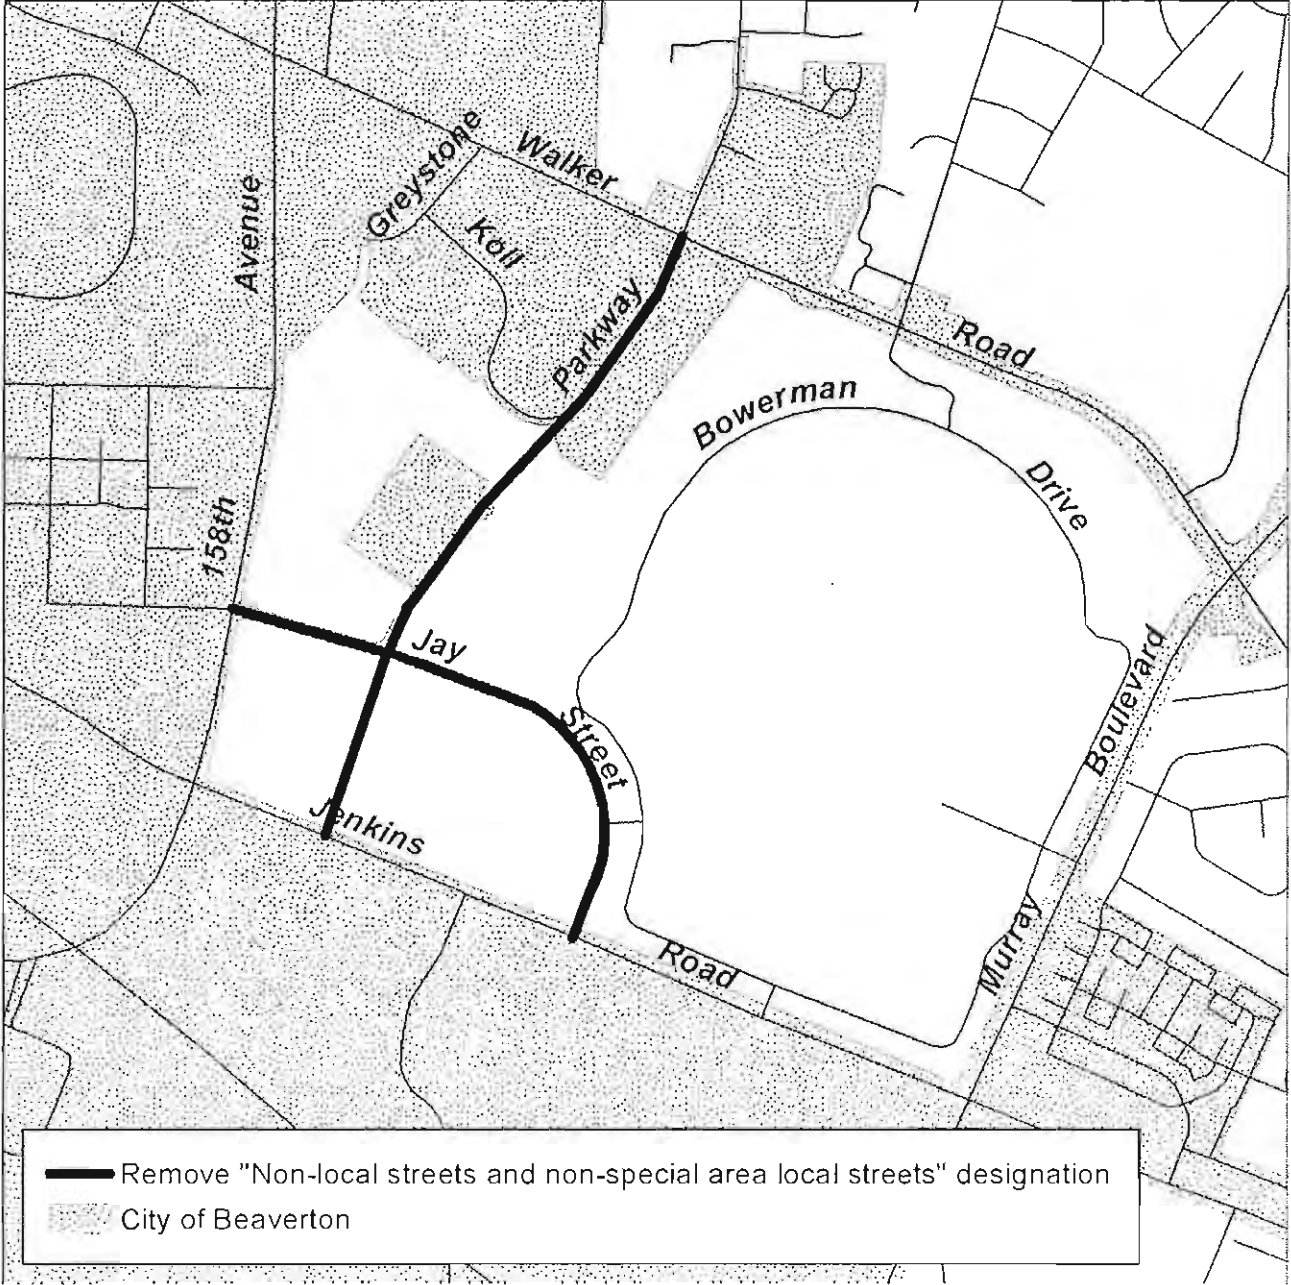 Greystone
Walker
Avenue
Koll
Parkway
Road
Bowerman
Drive
158th
Jay
Street
Boulevard
Jenkins
Murray
Road
Remove "Non-local streets and non-special area local streets" designation
City of Beaverton